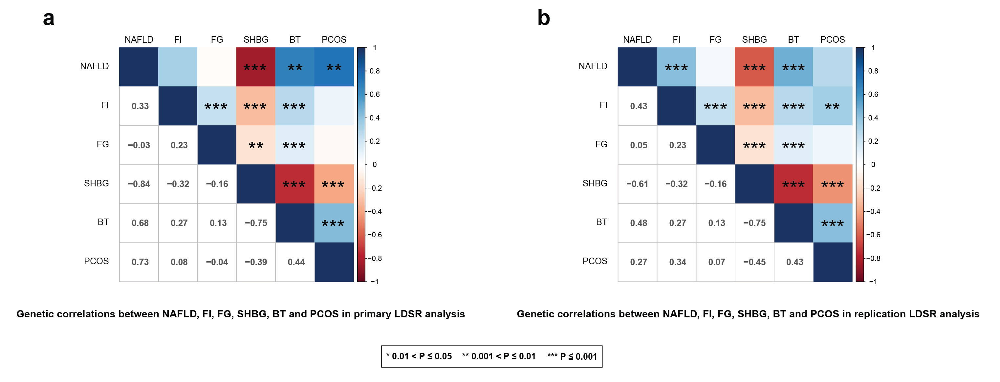 a
NAFLD FI FG SHBG BT PCOS
NAFLD *** ** ** 1
0.8
FI 0.33 *** *** *** 0.6
0.4
FG −0.03 0.23 ** *** 0.2
0
SHBG −0.84 −0.32 −0.16 *** *** −0.2
−0.4
BT 0.68 0.27 0.13 −0.75 *** −0.6
−0.8
PCOS 0.73 0.08 −0.04 −0.39 0.44 −1
Genetic correlations between NAFLD, FI, FG, SHBG, BT and PCOS in primary LDSR analysis
b
NAFLD FI FG SHBG BT PCOS
NAFLD *** *** *** 1
0.8
FI 0.43 *** *** *** ** 0.6
0.4
FG 0.05 0.23 *** *** 0.2
0
SHBG −0.61 −0.32 −0.16 *** *** −0.2
−0.4
BT 0.48 0.27 0.13 −0.75 *** −0.6
−0.8
PCOS 0.27 0.34 0.07 −0.45 0.43 −1
Genetic correlations between NAFLD, FI, FG, SHBG, BT and PCOS in replication LDSR analysis
* 0.01 < P ≤ 0.05 ** 0.001 < P ≤ 0.01 *** P ≤ 0.001